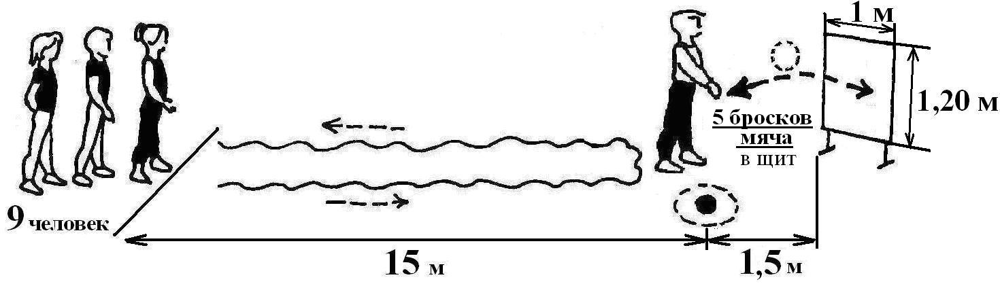 1 м
1,20 м
5 бросков
мяча
в щит
9 человек
15 м
1,5 м